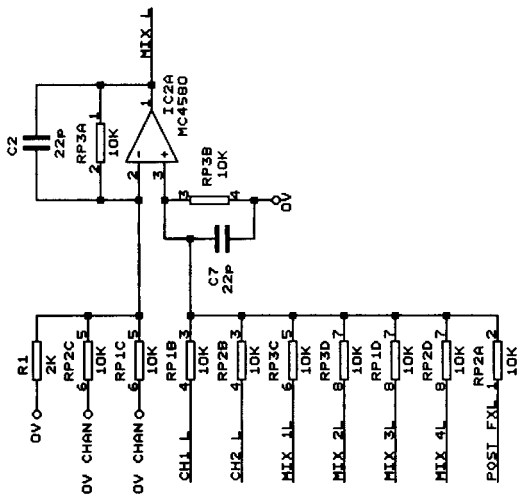 MIX L
C2
22p
RP3A
10K
2
1
1
IC2A
MC4580
2
3
-
+
RP3B
10K
3
4
0V
C7
22p
R1
2K
0V
RP2C
10K
6
5
0V CHAN
RP1C
10K
6
5
0V CHAN
RP1B
10K
4
3
CH1 L
RP2B
10K
4
3
CH2 L
RP3C
10K
6
5
MIX 1L
RP3D
10K
8
7
MIX 2L
RP1D
10K
8
7
MIX 3L
RP2D
10K
8
7
MIX 4L
RP2A
10K
1
2
POST FXL